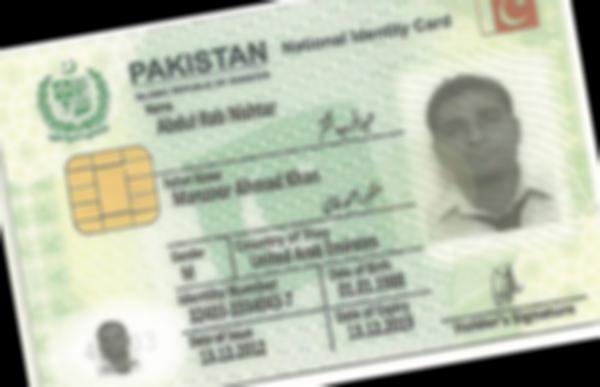 PAKISTAN National Identity Card
ISLAMIC REPUBLIC OF PAKISTAN
Name
Abdul Rab Nishtar
Father Name
Manzoor Ahmad Khan
Gender
M
Country of Stay
United Arab Emirates
Identity Number
Date of Birth
01.01.1988
Date of Issue
13.12.2012
Date of Expiry
13.12.2019
Holder's Signature